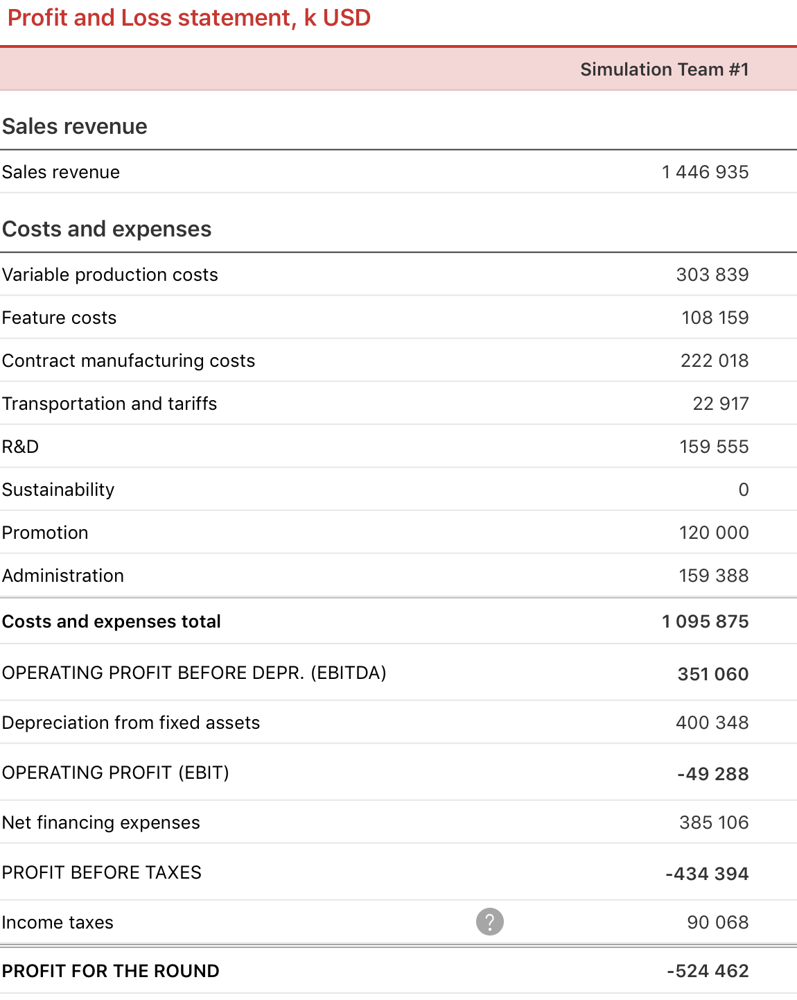 Profit and Loss statement, k USD
Simulation Team #1
Sales revenue
Sales revenue 1 446 935
Costs and expenses
Variable production costs 303 839
Feature costs 108 159
Contract manufacturing costs 222 018
Transportation and tariffs 22 917
R&D 159 555
Sustainability 0
Promotion 120 000
Administration 159 388
Costs and expenses total 1 095 875
OPERATING PROFIT BEFORE DEPR. (EBITDA) 351 060
Depreciation from fixed assets 400 348
OPERATING PROFIT (EBIT) -49 288
Net financing expenses 385 106
PROFIT BEFORE TAXES -434 394
Income taxes ? 90 068
PROFIT FOR THE ROUND -524 462